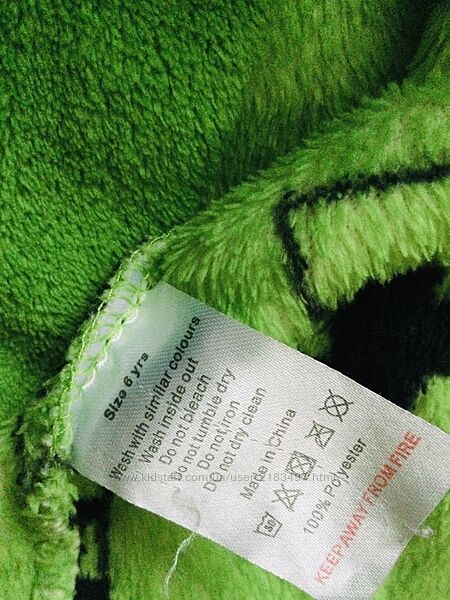 Size 6 yrs
Wash with similar colours
Wash inside out
Do not bleach
Do not tumble dry
Do not iron
Do not dry clean
Made in China
100% Polyester
KEEP AWAY FROM FIRE